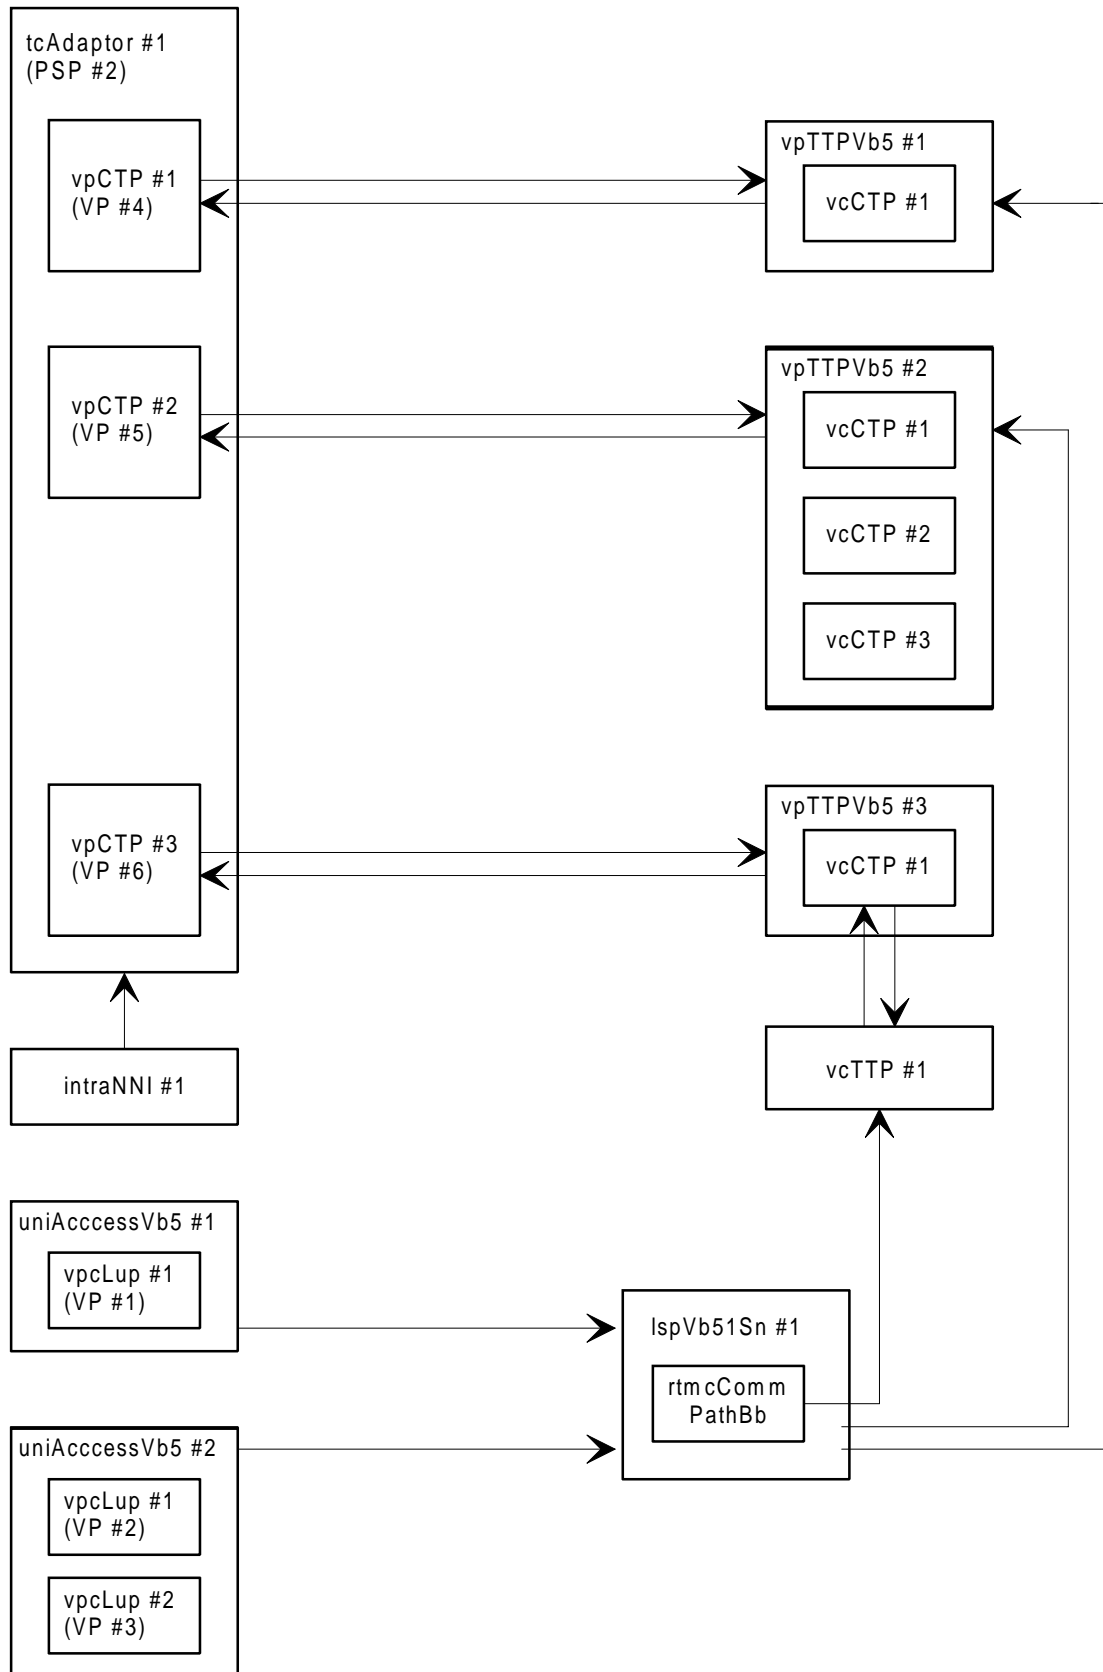 tcAdaptor #1
(PSP #2)
vpCTP #1
(VP #4)
vpTTPVb5 #1
vcCTP #1
vpCTP #2
(VP #5)
vpTTPVb5 #2
vcCTP #1
vcCTP #2
vcCTP #3
vpCTP #3
(VP #6)
vpTTPVb5 #3
vcCTP #1
intraNNI #1
vcTTP #1
uniAcccessVb5 #1
vpcLup #1
(VP #1)
lspVb51Sn #1
rtmcComm
PathBb
uniAcccessVb5 #2
vpcLup #1
(VP #2)
vpcLup #2
(VP #3)